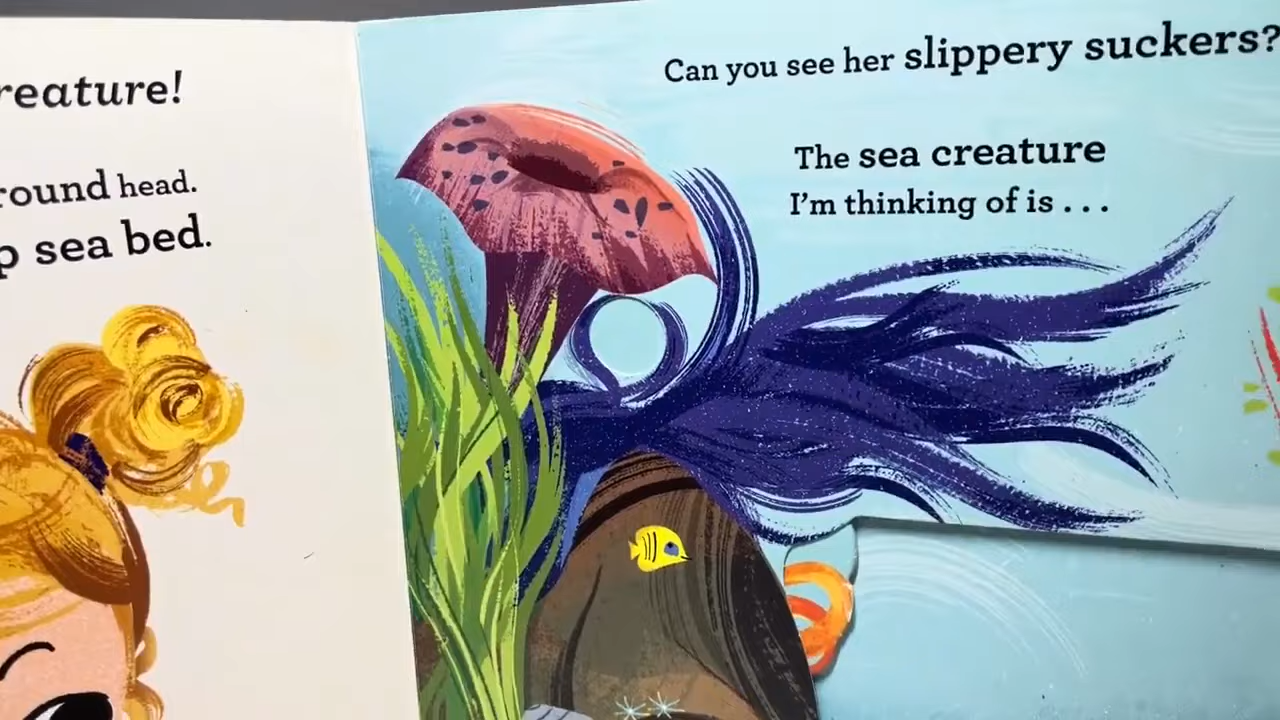 reature!
round head.
p sea bed.
Can you see her slippery suckers?
The sea creature
I'm thinking of is . . .